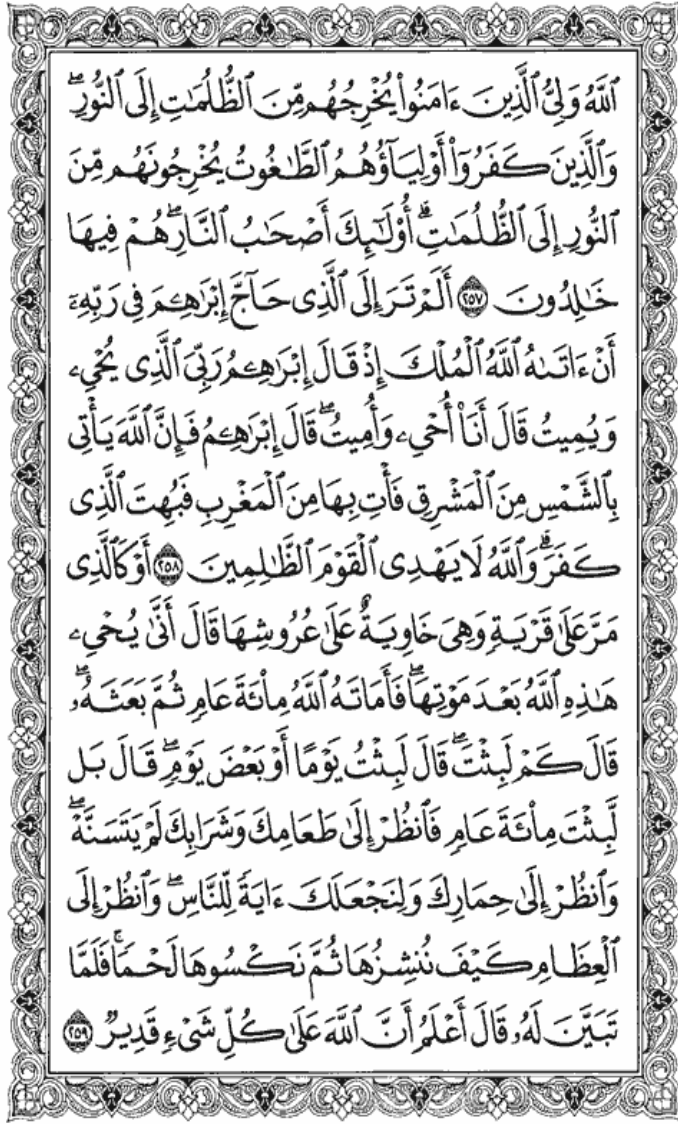 ٱللَّهُ وَلِىُّ ٱلَّذِينَ ءَامَنُوا۟ يُخْرِجُهُم مِّنَ ٱلظُّلُمَٰتِ إِلَى ٱلنُّورِ ۖ
وَٱلَّذِينَ كَفَرُوٓا۟ أَوْلِيَآؤُهُمُ ٱلطَّٰغُوتُ يُخْرِجُونَهُم مِّنَ
ٱلنُّورِ إِلَى ٱلظُّلُمَٰتِ ۗ أُو۟لَٰٓئِكَ أَصْحَٰبُ ٱلنَّارِ ۖ هُمْ فِيهَا
خَٰلِدُونَ ٢٥٧ أَلَمْ تَرَ إِلَى ٱلَّذِى حَآجَّ إِبْرَٰهِۦمَ فِى رَبِّهِۦٓ
أَنْ ءَاتَىٰهُ ٱللَّهُ ٱلْمُلْكَ إِذْ قَالَ إِبْرَٰهِۦمُ رَبِّىَ ٱلَّذِى يُحْىِۦ
وَيُمِيتُ قَالَ أَنَا۠ أُحْىِۦ وَأُمِيتُ ۖ قَالَ إِبْرَٰهِۦمُ فَإِنَّ ٱللَّهَ يَأْتِى
بِٱلشَّمْسِ مِنَ ٱلْمَشْرِقِ فَأْتِ بِهَا مِنَ ٱلْمَغْرِبِ فَبُهِتَ ٱلَّذِى
كَفَرَ ۗ وَٱللَّهُ لَا يَهْدِى ٱلْقَوْمَ ٱلظَّٰلِمِينَ ٢٥٨ أَوْ كَٱلَّذِى
مَرَّ عَلَىٰ قَرْيَةٍ وَهِىَ خَاوِيَةٌ عَلَىٰ عُرُوشِهَا قَالَ أَنَّىٰ يُحْىِۦ
هَٰذِهِ ٱللَّهُ بَعْدَ مَوْتِهَا ۖ فَأَمَاتَهُ ٱللَّهُ مِا۟ئَةَ عَامٍ ثُمَّ بَعَثَهُۥ ۖ
قَالَ كَمْ لَبِثْتَ ۖ قَالَ لَبِثْتُ يَوْمًا أَوْ بَعْضَ يَوْمٍ ۖ قَالَ بَل
لَّبِثْتَ مِا۟ئَةَ عَامٍ فَٱنظُرْ إِلَىٰ طَعَامِكَ وَشَرَابِكَ لَمْ يَتَسَنَّهْ ۖ
وَٱنظُرْ إِلَىٰ حِمَارِكَ وَلِنَجْعَلَكَ ءَايَةً لِّلنَّاسِ ۖ وَٱنظُرْ إِلَى
ٱلْعِظَامِ كَيْفَ نُنشِزُهَا ثُمَّ نَكْسُوهَا لَحْمًا ۚ فَلَمَّا
تَبَيَّنَ لَهُۥ قَالَ أَعْلَمُ أَنَّ ٱللَّهَ عَلَىٰ كُلِّ شَىْءٍ قَدِيرٌ ٢٥٩